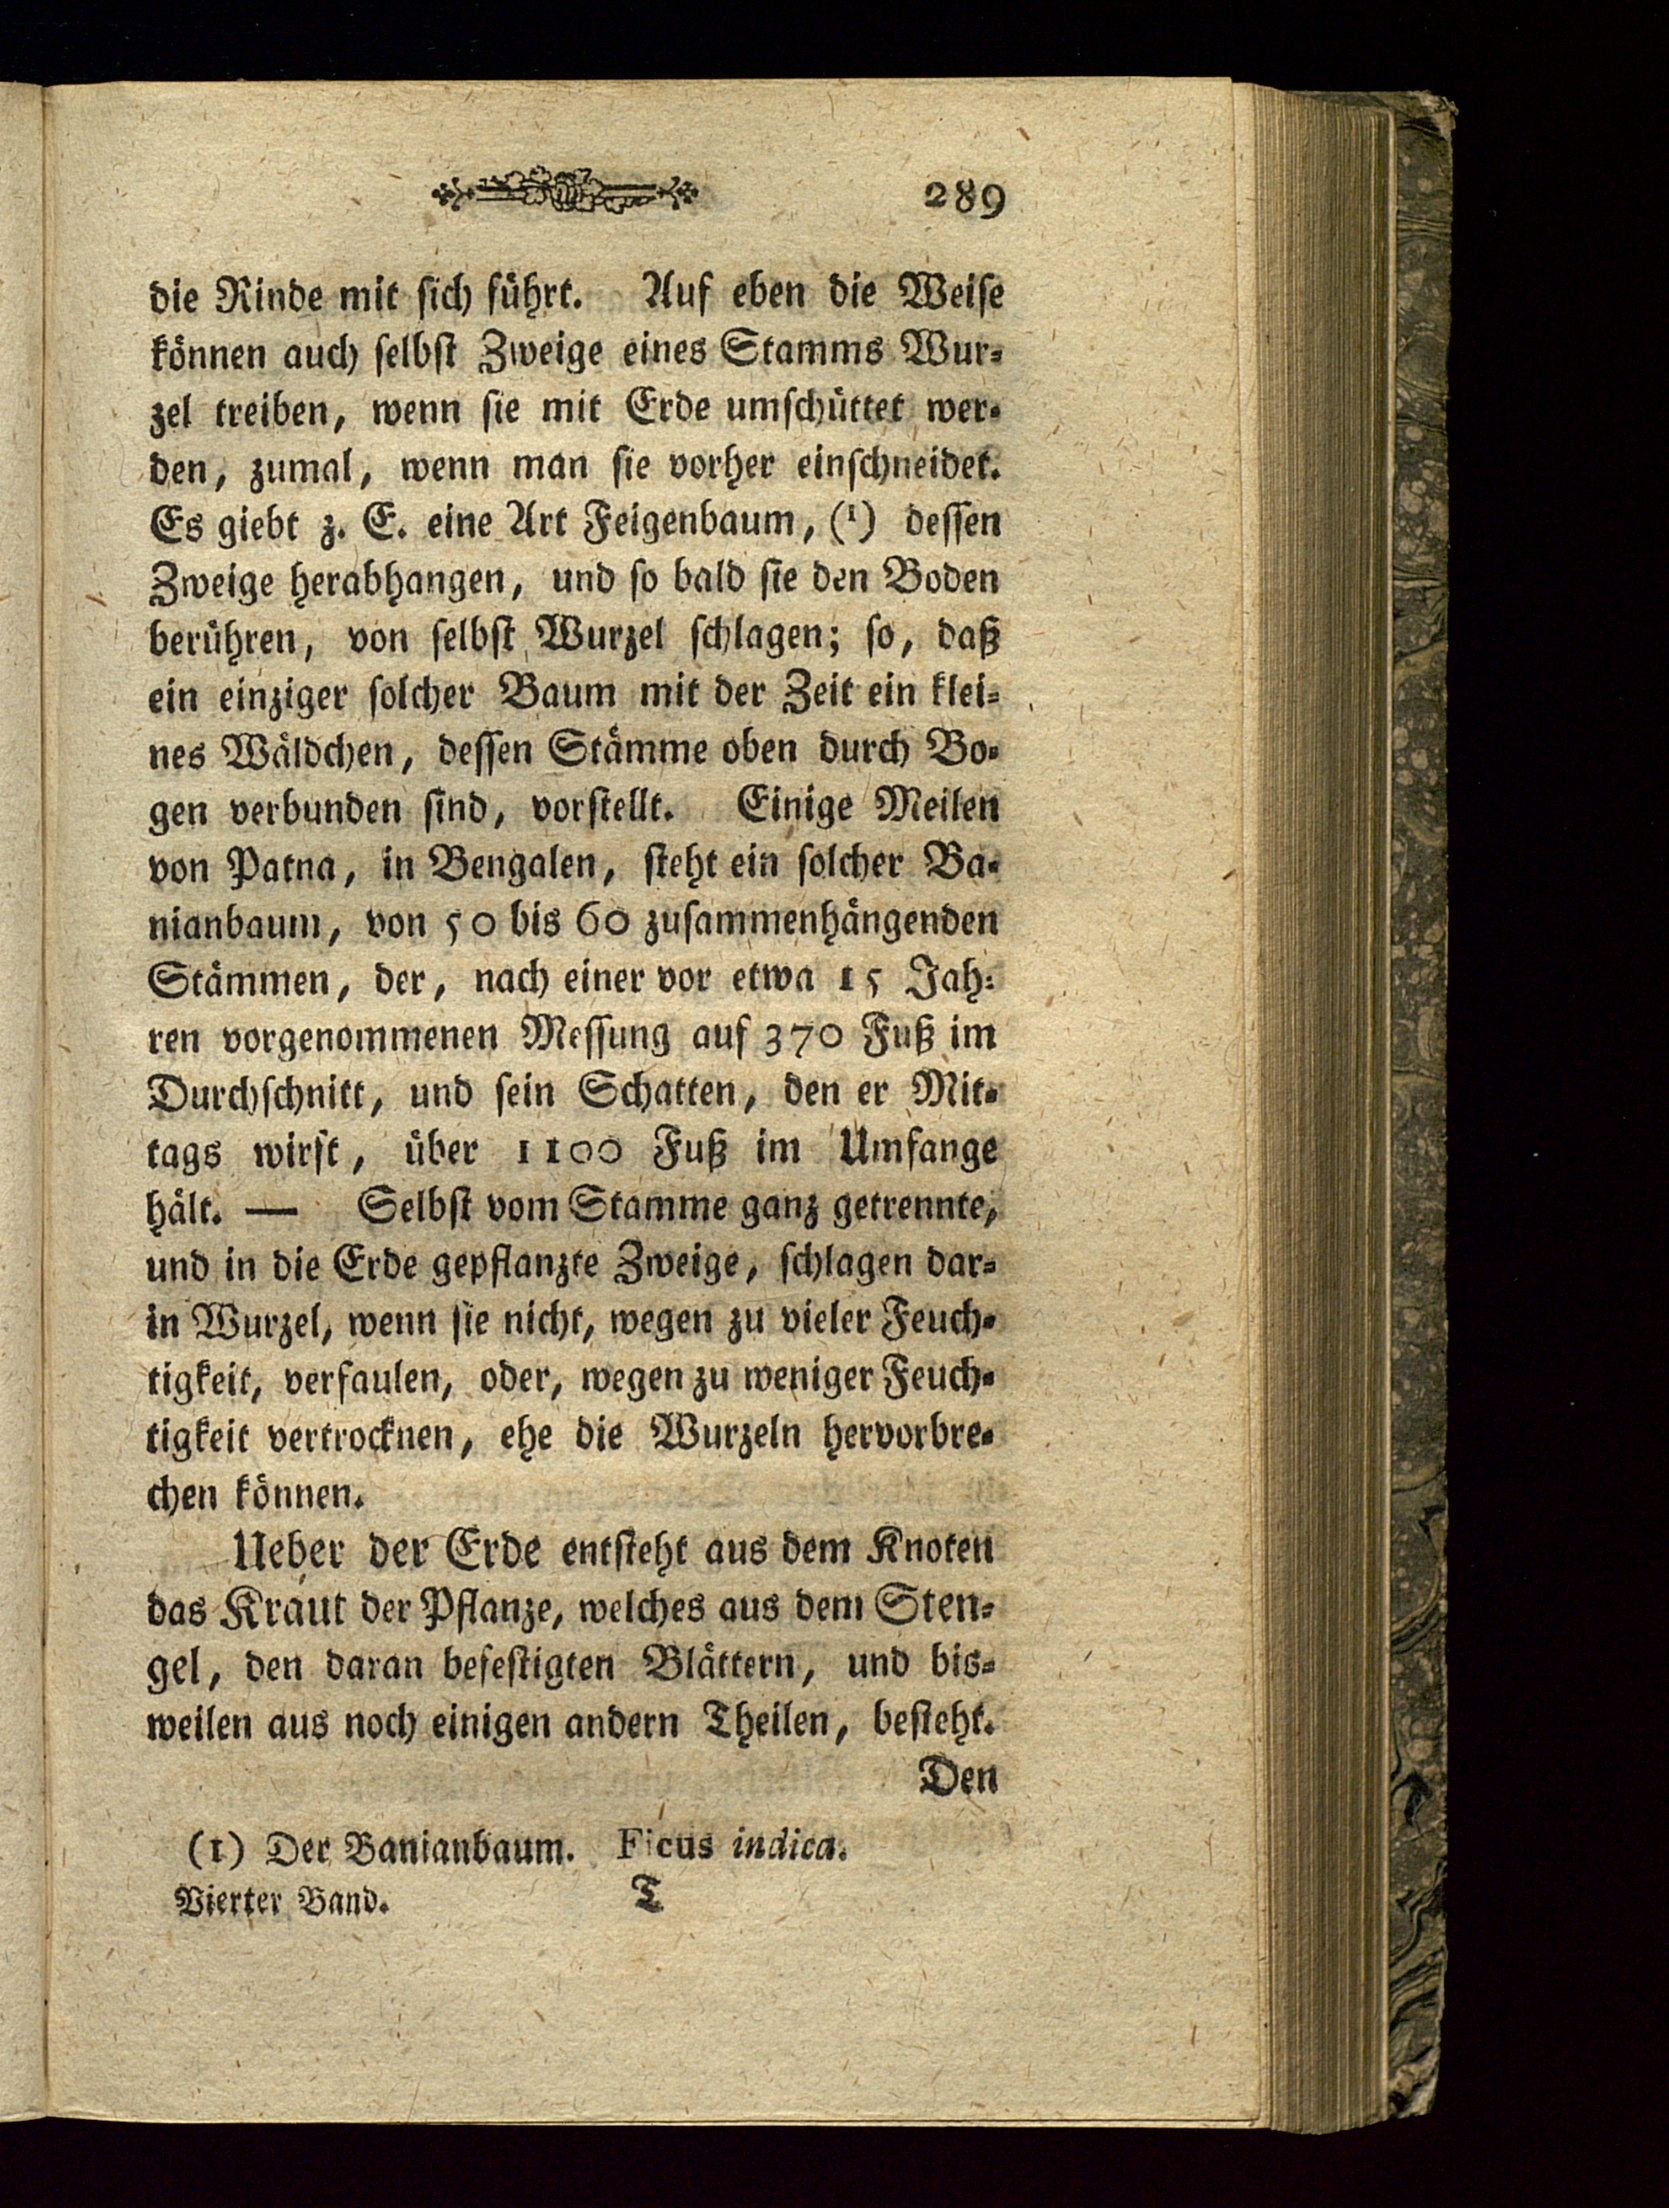 289
die Rinde mit ſich führt. Auf eben die Weiſe
können auch ſelbſt Zweige eines Stamms Wur⸗
zel treiben, wenn ſie mit Erde umſchüttet wer⸗
den, zumal, wenn man ſie vorher einſchneidet.
Es giebt z. E. eine Art Feigenbaum, (1) deſſen
Zweige herabhangen, und ſo bald ſie den Boden
berühren, von ſelbſt Wurzel ſchlagen; ſo, daß
ein einziger ſolcher Baum mit der Zeit ein klei⸗
nes Wäldchen, deſſen Stämme oben durch Bo⸗
gen verbunden ſind, vorſtellt. Einige Meilen
von Patna, in Bengalen, ſteht ein ſolcher Ba⸗
nianbaum, von 50 bis 60 zuſammenhängenden
Stämmen, der, nach einer vor etwa 15 Jah⸗
ren vorgenommenen Meſſung auf 370 Fuß im
Durchſchnitt, und ſein Schatten, den er Mit⸗
tags wirft, über 1100 Fuß im Umfange
hält. — Selbſt vom Stamme ganz getrennte,
und in die Erde gepflanzte Zweige, ſchlagen dar⸗
in Wurzel, wenn ſie nicht, wegen zu vieler Feuch⸗
tigkeit, verfaulen, oder, wegen zu weniger Feuch⸗
tigkeit vertrocknen, ehe die Wurzeln hervorbre⸗
chen können.
Ueber der Erde entſteht aus dem Knoten
das Kraut der Pflanze, welches aus dem Sten⸗
gel, den daran befeſtigten Blättern, und bis⸗
weilen aus noch einigen andern Theilen, beſteht.
Den
(1) Der Banianbaum. Ficus indica.
Vierter Band. T